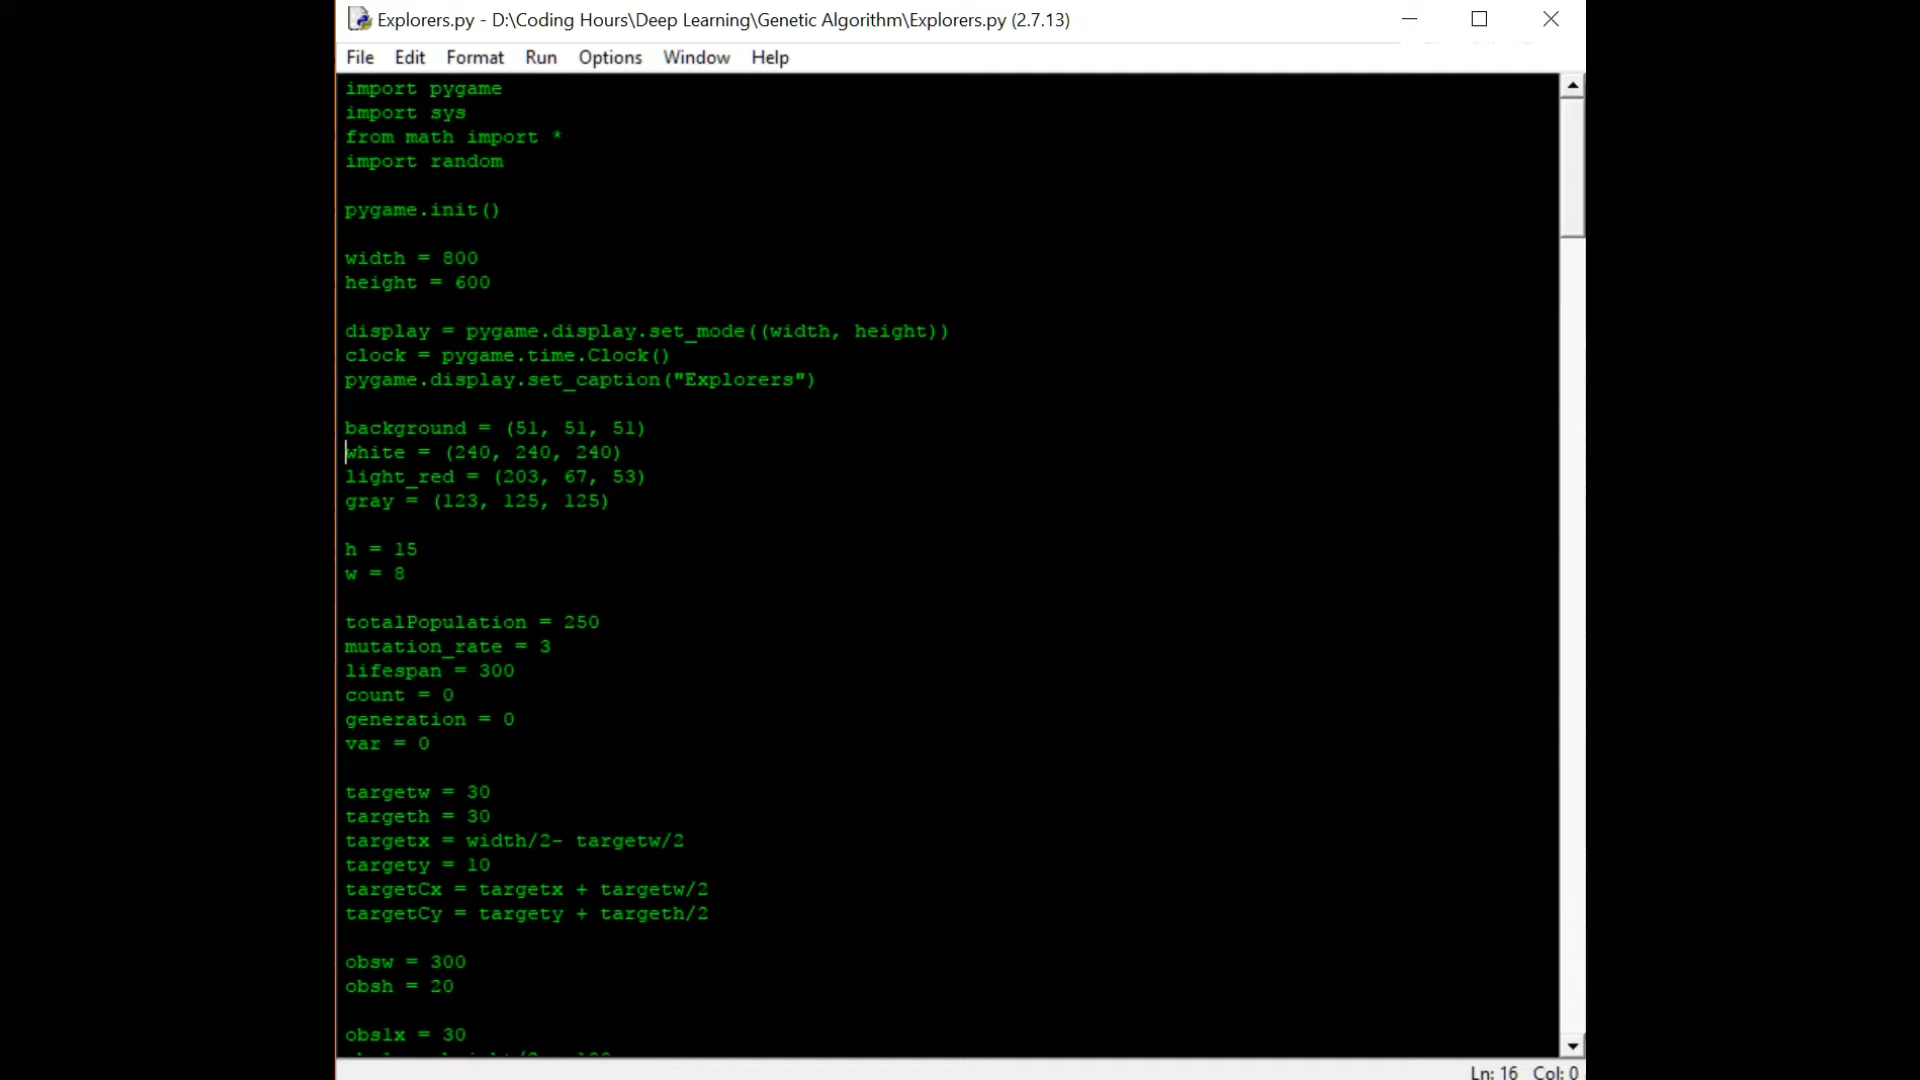 Explorers.py - D:\Coding Hours\Deep Learning\Genetic Algorithm\Explorers.py (2.7.13)
File Edit Format Run Options Window Help
import pygame
import sys
from math import *
import random
pygame.init()
width = 800
height = 600
display = pygame.display.set_mode((width, height))
clock = pygame.time.Clock()
pygame.display.set_caption("Explorers")
background = (51, 51, 51)
white = (240, 240, 240)
light_red = (203, 67, 53)
gray = (123, 125, 125)
h = 15
w = 8
totalPopulation = 250
mutation_rate = 3
lifespan = 300
count = 0
generation = 0
var = 0
targetw = 30
targeth = 30
targetx = width/2- targetw/2
targety = 10
targetCx = targetx + targetw/2
targetCy = targety + targeth/2
obsw = 300
obsh = 20
obslx = 30
Ln: 16 Col: 0